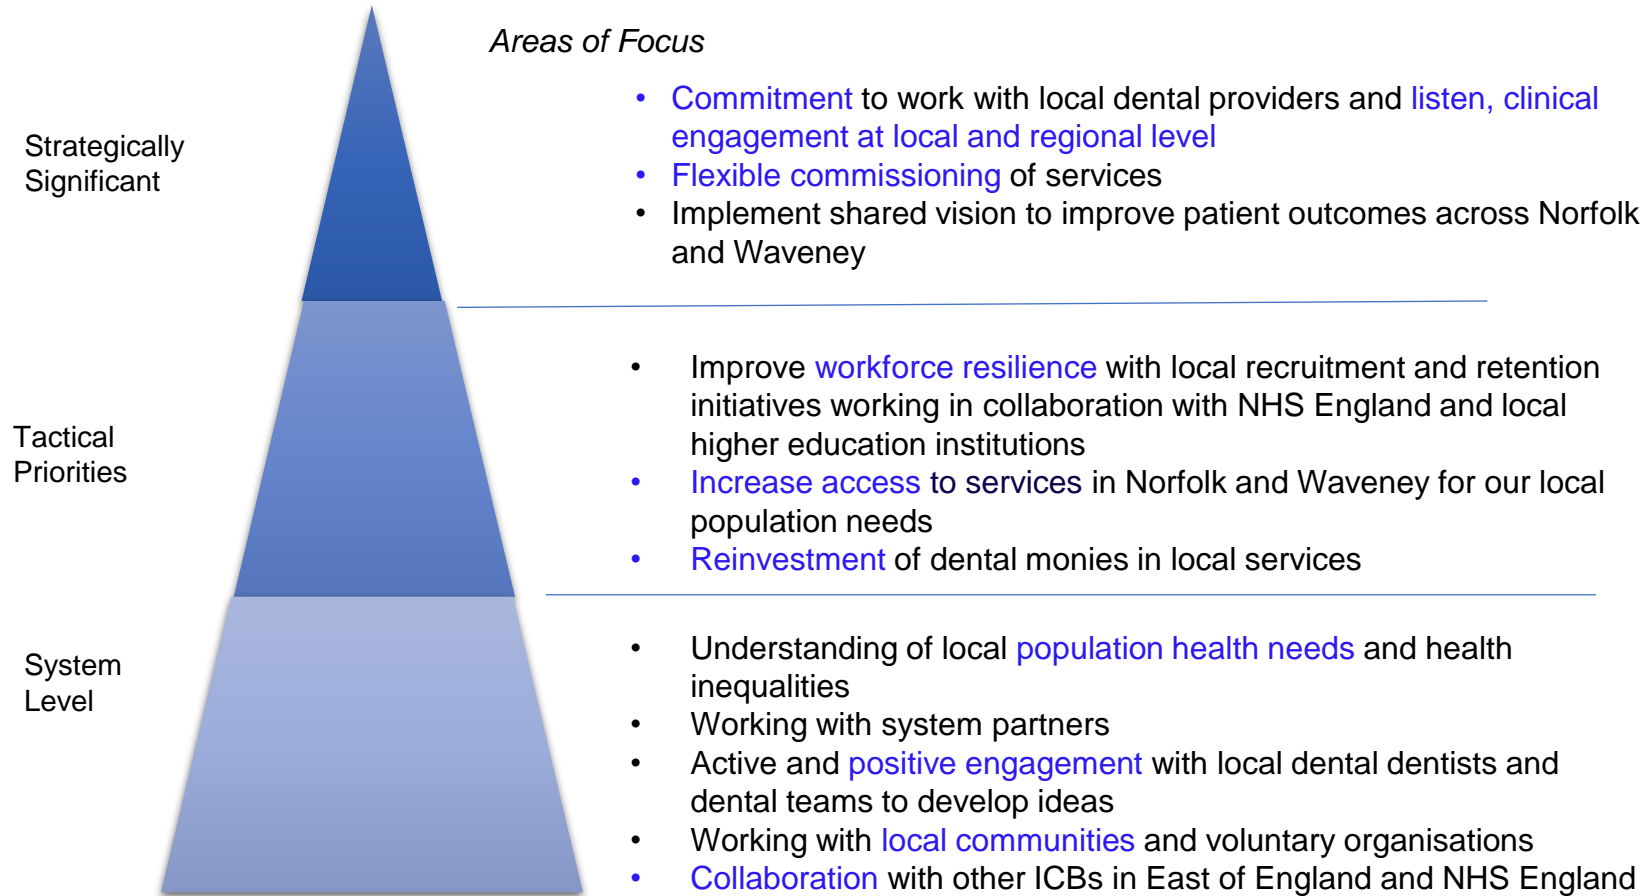 Areas of Focus
Strategically
Significant
• Commitment to work with local dental providers and listen, clinical
engagement at local and regional level
• Flexible commissioning of services
• Implement shared vision to improve patient outcomes across Norfolk
and Waveney
Tactical
Priorities
• Improve workforce resilience with local recruitment and retention
initiatives working in collaboration with NHS England and local
higher education institutions
• Increase access to services in Norfolk and Waveney for our local
population needs
• Reinvestment of dental monies in local services
System
Level
• Understanding of local population health needs and health
inequalities
• Working with system partners
• Active and positive engagement with local dental dentists and
dental teams to develop ideas
• Working with local communities and voluntary organisations
• Collaboration with other ICBs in East of England and NHS England